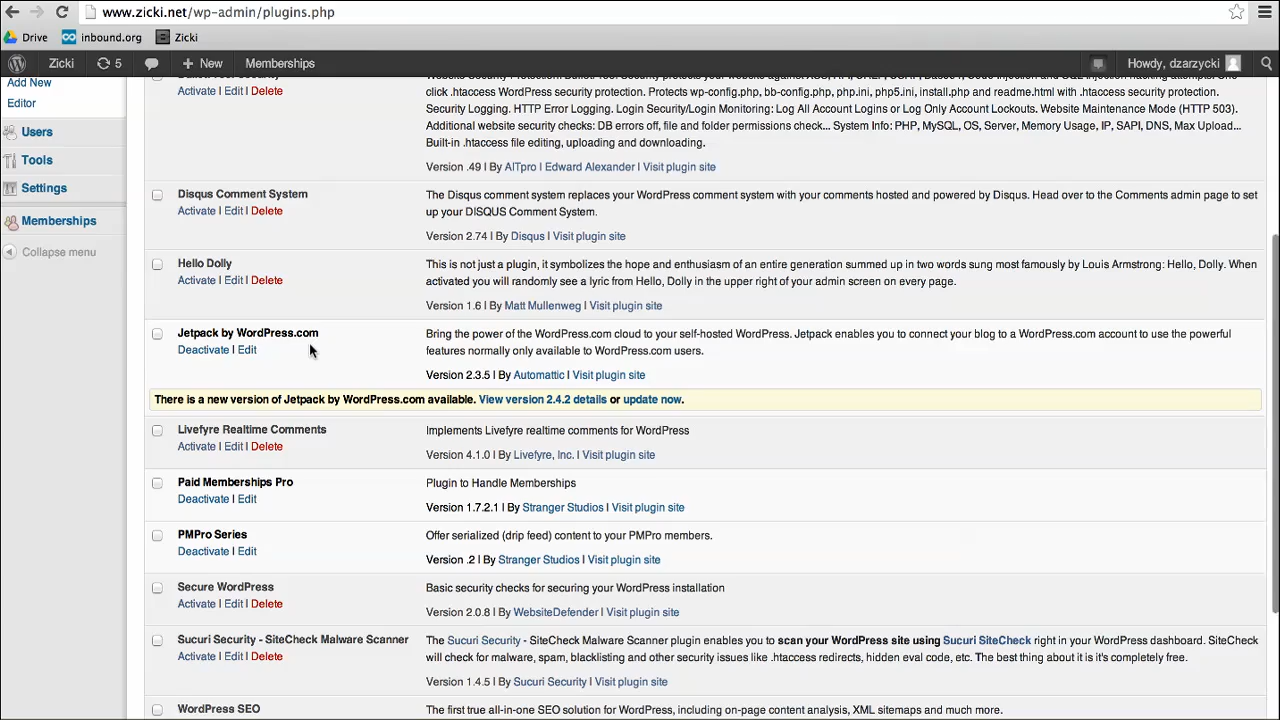 www.zicki.net/wp-admin/plugins.php
Drive inbound.org Zicki
Zicki 5 New Memberships Howdy, dzarzycki
Add New
Editor
Users
Tools
Settings
Memberships
Collapse menu
Activate | Edit | Delete
click .htaccess WordPress security protection. Protects wp-config.php, bb-config.php, php.ini, php5.ini, install.php and readme.html with .htaccess security protection.
Security Logging. HTTP Error Logging. Login Security/Login Monitoring: Log All Account Logins or Log Only Account Lockouts. Website Maintenance Mode (HTTP 503).
Additional website security checks: DB errors off, file and folder permissions check... System Info: PHP, MySQL, OS, Server, Memory Usage, IP, SAPI, DNS, Max Upload...
Built-in .htaccess file editing, uploading and downloading.
Version .49 | By AITpro | Edward Alexander | Visit plugin site
Disqus Comment System
Activate | Edit | Delete
The Disqus comment system replaces your WordPress comment system with your comments hosted and powered by Disqus. Head over to the Comments admin page to set
up your DISQUS Comment System.
Version 2.74 | By Disqus | Visit plugin site
Hello Dolly
Activate | Edit | Delete
This is not just a plugin, it symbolizes the hope and enthusiasm of an entire generation summed up in two words sung most famously by Louis Armstrong: Hello, Dolly. When
activated you will randomly see a lyric from Hello, Dolly in the upper right of your admin screen on every page.
Version 1.6 | By Matt Mullenweg | Visit plugin site
Jetpack by WordPress.com
Deactivate | Edit
Bring the power of the WordPress.com cloud to your self-hosted WordPress. Jetpack enables you to connect your blog to a WordPress.com account to use the powerful
features normally only available to WordPress.com users.
Version 2.3.5 | By Automattic | Visit plugin site
There is a new version of Jetpack by WordPress.com available. View version 2.4.2 details or update now.
Livefyre Realtime Comments
Activate | Edit | Delete
Implements Livefyre realtime comments for WordPress
Version 4.1.0 | By Livefyre, Inc. | Visit plugin site
Paid Memberships Pro
Deactivate | Edit
Plugin to Handle Memberships
Version 1.7.2.1 | By Stranger Studios | Visit plugin site
PMPro Series
Deactivate | Edit
Offer serialized (drip feed) content to your PMPro members.
Version .2 | By Stranger Studios | Visit plugin site
Secure WordPress
Activate | Edit | Delete
Basic security checks for securing your WordPress installation
Version 2.0.8 | By WebsiteDefender | Visit plugin site
Sucuri Security - SiteCheck Malware Scanner
Activate | Edit | Delete
The Sucuri Security - SiteCheck Malware Scanner plugin enables you to scan your WordPress site using Sucuri SiteCheck right in your WordPress dashboard. SiteCheck
will check for malware, spam, blacklisting and other security issues like .htaccess redirects, hidden eval code, etc. The best thing about it is it's completely free.
Version 1.4.5 | By Sucuri Security | Visit plugin site
WordPress SEO
The first true all-in-one SEO solution for WordPress, including on-page content analysis, XML sitemaps and much more.